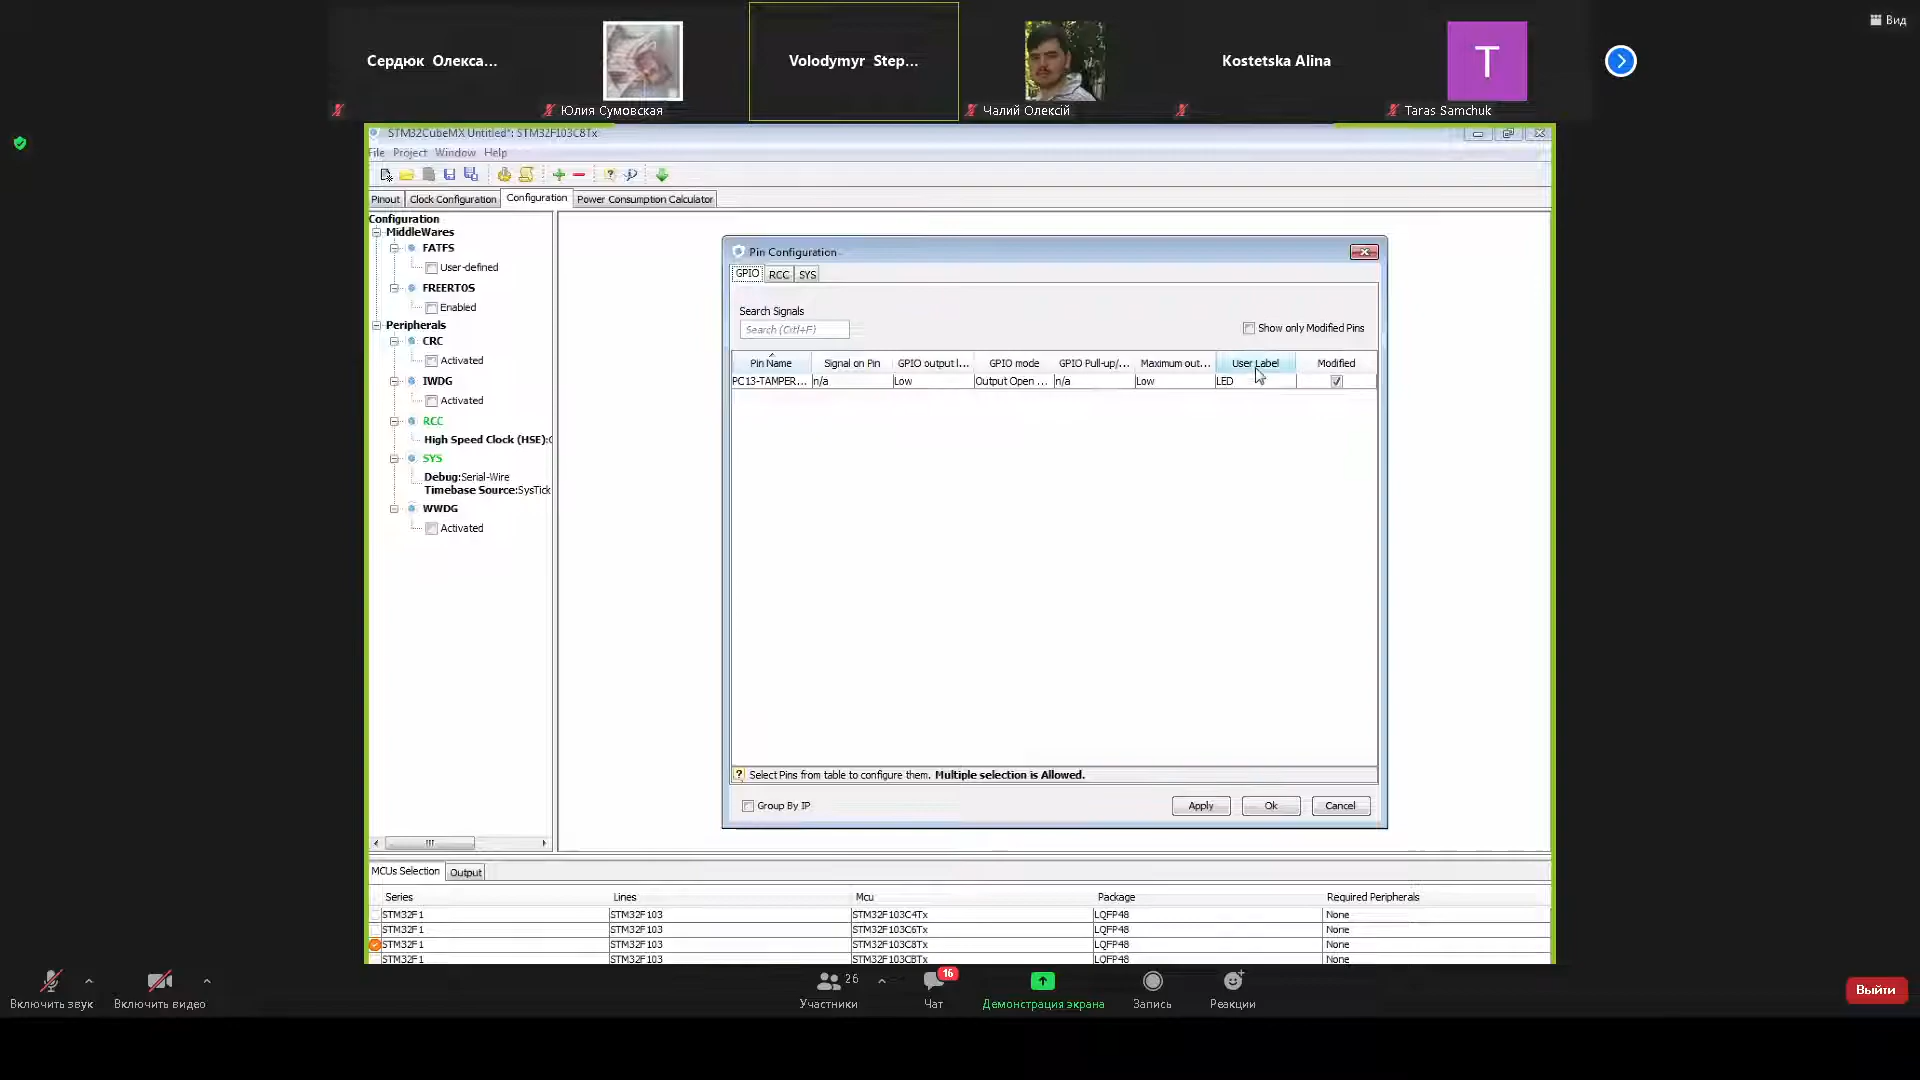 Вид
Сердюк Олекса...
Volodymyr Step...
Kostetska Alina
T
Юлия Сумовская
Чалий Олексій
Taras Samchuk
STM32CubeMX Untitled*: STM32F103C8Tx
File Project Window Help
Pinout Clock Configuration Configuration Power Consumption Calculator
Configuration
MiddleWares
FATFS
User-defined
FREERTOS
Enabled
Peripherals
CRC
Activated
IWDG
Activated
RCC
High Speed Clock (HSE):
SYS
Debug:Serial-Wire
Timebase Source:SysTick
WWDG
Activated
Pin Configuration
GPIO RCC SYS
Search Signals
Search (Crtl+F)
Show only Modified Pins
Pin Name Signal on Pin GPIO output l... GPIO mode GPIO Pull-up/... Maximum out... User Label Modified
PC13-TAMPER... n/a Low Output Open ... n/a Low LED
? Select Pins from table to configure them. Multiple selection is Allowed.
Group By IP
Apply Ok Cancel
MCUs Selection Output
Series Lines Mcu Package Required Peripherals
STM32F1 STM32F103 STM32F103C4Tx LQFP48 None
STM32F1 STM32F103 STM32F103C6Tx LQFP48 None
STM32F1 STM32F103 STM32F103C8Tx LQFP48 None
STM32F1 STM32F103 STM32F103CBTx LQFP48 None
26
16
Включить звук Включить видео Участники Чат Демонстрация экрана Запись Реакции
Выйти